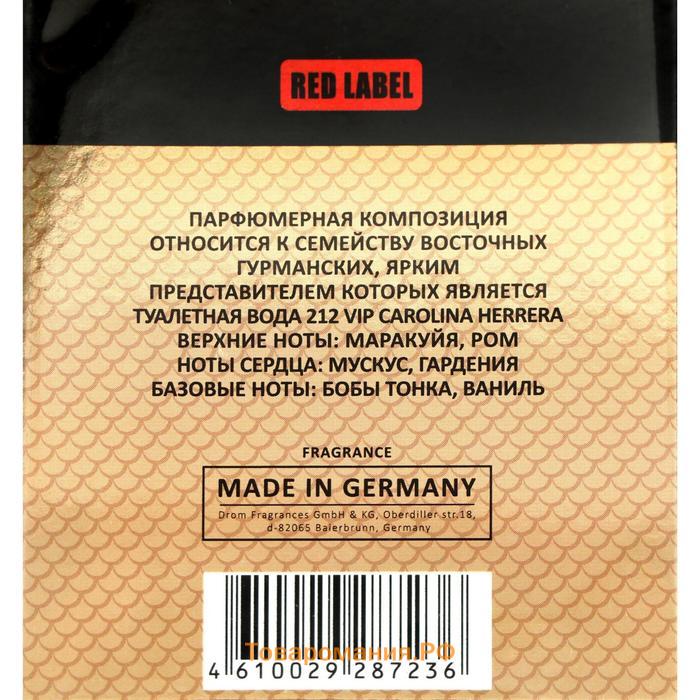 RED LABEL
ПАРФЮМЕРНАЯ КОМПОЗИЦИЯ
ОТНОСИТСЯ К СЕМЕЙСТВУ ВОСТОЧНЫХ
ГУРМАНСКИХ, ЯРКИМ
ПРЕДСТАВИТЕЛЕМ КОТОРЫХ ЯВЛЯЕТСЯ
ТУАЛЕТНАЯ ВОДА 212 VIP CAROLINA HERRERA
ВЕРХНИЕ НОТЫ: МАРАКУЙЯ, РОМ
НОТЫ СЕРДЦА: МУСКУС, ГАРДЕНИЯ
БАЗОВЫЕ НОТЫ: БОБЫ ТОНКА, ВАНИЛЬ
FRAGRANCE
MADE IN GERMANY
Drom Fragrances GmbH & KG, Oberdiller str.18,
d-82065 Baierbrunn, Germany
Товаромания.РФ
4 610029 287236